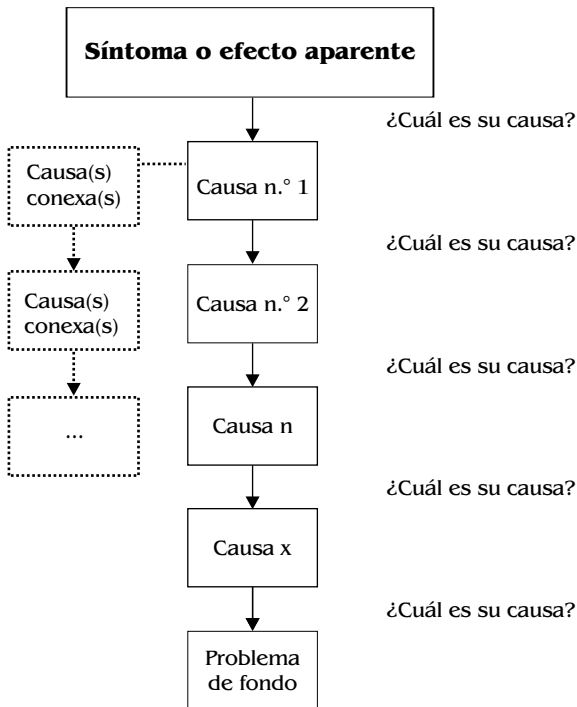 Síntoma o efecto aparente
¿Cuál es su causa?
Causa(s)
conexa(s)
Causa n.° 1
¿Cuál es su causa?
Causa(s)
conexa(s)
Causa n.° 2
¿Cuál es su causa?
...
Causa n
¿Cuál es su causa?
Causa x
¿Cuál es su causa?
Problema
de fondo